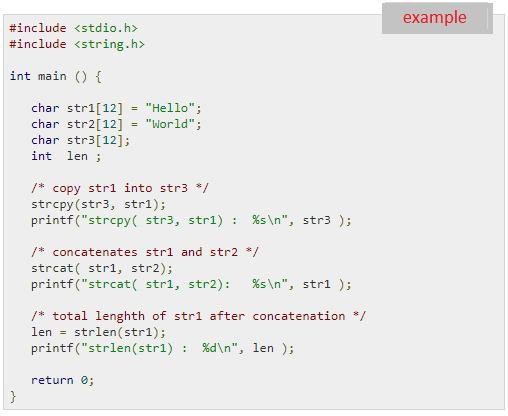 example
#include <stdio.h>
#include <string.h>
int main () {
char str1[12] = "Hello";
char str2[12] = "World";
char str3[12];
int  len ;
/* copy str1 into str3 */
strcpy(str3, str1);
printf("strcpy( str3, str1) :  %s\n", str3 );
/* concatenates str1 and str2 */
strcat( str1, str2);
printf("strcat( str1, str2):   %s\n", str1 );
/* total lenghth of str1 after concatenation */
len = strlen(str1);
printf("strlen(str1) :  %d\n", len );
return 0;
}